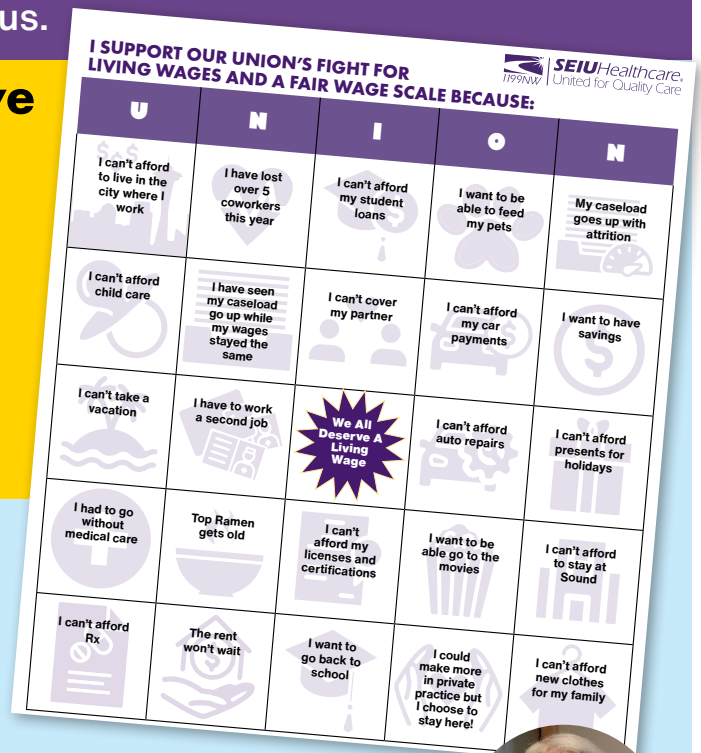 us.
I SUPPORT OUR UNION'S FIGHT FOR
LIVING WAGES AND A FAIR WAGE SCALE BECAUSE:
1199NW
SEIUHealthcare®
United for Quality Care
U N I O N
I can't afford
to live in the
city where I
work
I have lost
over 5
coworkers
this year
I can't afford
my student
loans
I want to be
able to feed
my pets
My caseload
goes up with
attrition
I can't afford
child care
I have seen
my caseload
go up while
my wages
stayed the
same
I can't cover
my partner
I can't afford
my car
payments
I want to have
savings
I can't take a
vacation
I have to work
a second job
We All
Deserve A
Living
Wage
I can't afford
auto repairs
I can't afford
presents for
holidays
I had to go
without
medical care
Top Ramen
gets old
I can't
afford my
licenses and
certifications
I want to be
able go to the
movies
I can't afford
to stay at
Sound
I can't afford
Rx
The rent
won't wait
I want to
go back to
school
I could
make more
in private
practice but
I choose to
stay here!
I can't afford
new clothes
for my family